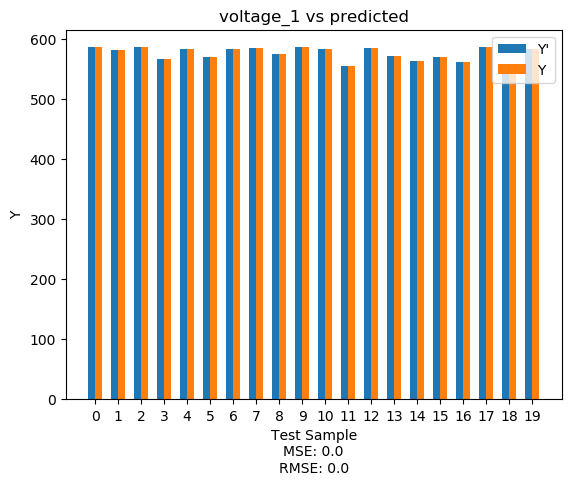 voltage_1 vs predicted
Y'
Y
Y
600
500
400
300
200
100
0
0 1 2 3 4 5 6 7 8 9 10 11 12 13 14 15 16 17 18 19
Test Sample
MSE: 0.0
RMSE: 0.0